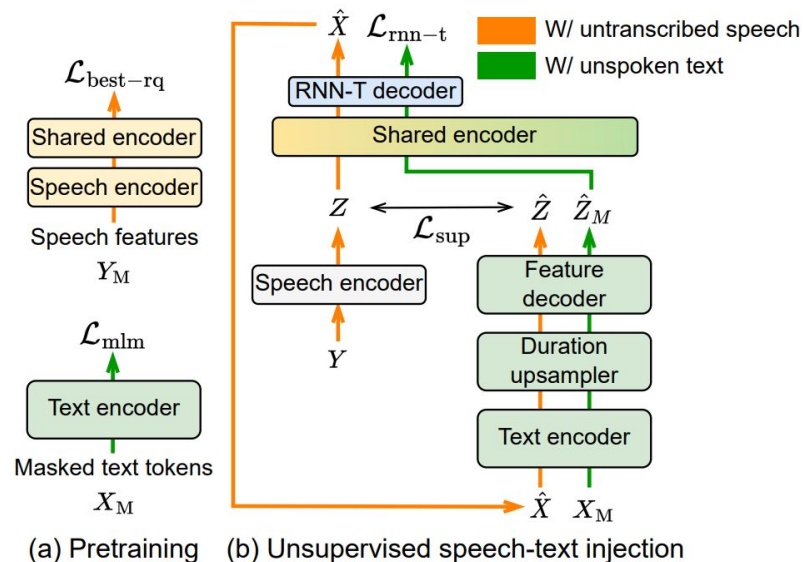 W/ untranscribed speech
W/ unspoken text
ℒ_best−rq
Shared encoder
Speech encoder
Speech features
Y_M
ℒ_mlm
Text encoder
Masked text tokens
X_M
(a) Pretraining
X̂
ℒ_rnn−t
RNN-T decoder
Shared encoder
Z
ℒ_sup
Ẑ
Ẑ_M
Speech encoder
Y
Feature
decoder
Duration
upsampler
Text encoder
X̂
X_M
(b) Unsupervised speech-text injection